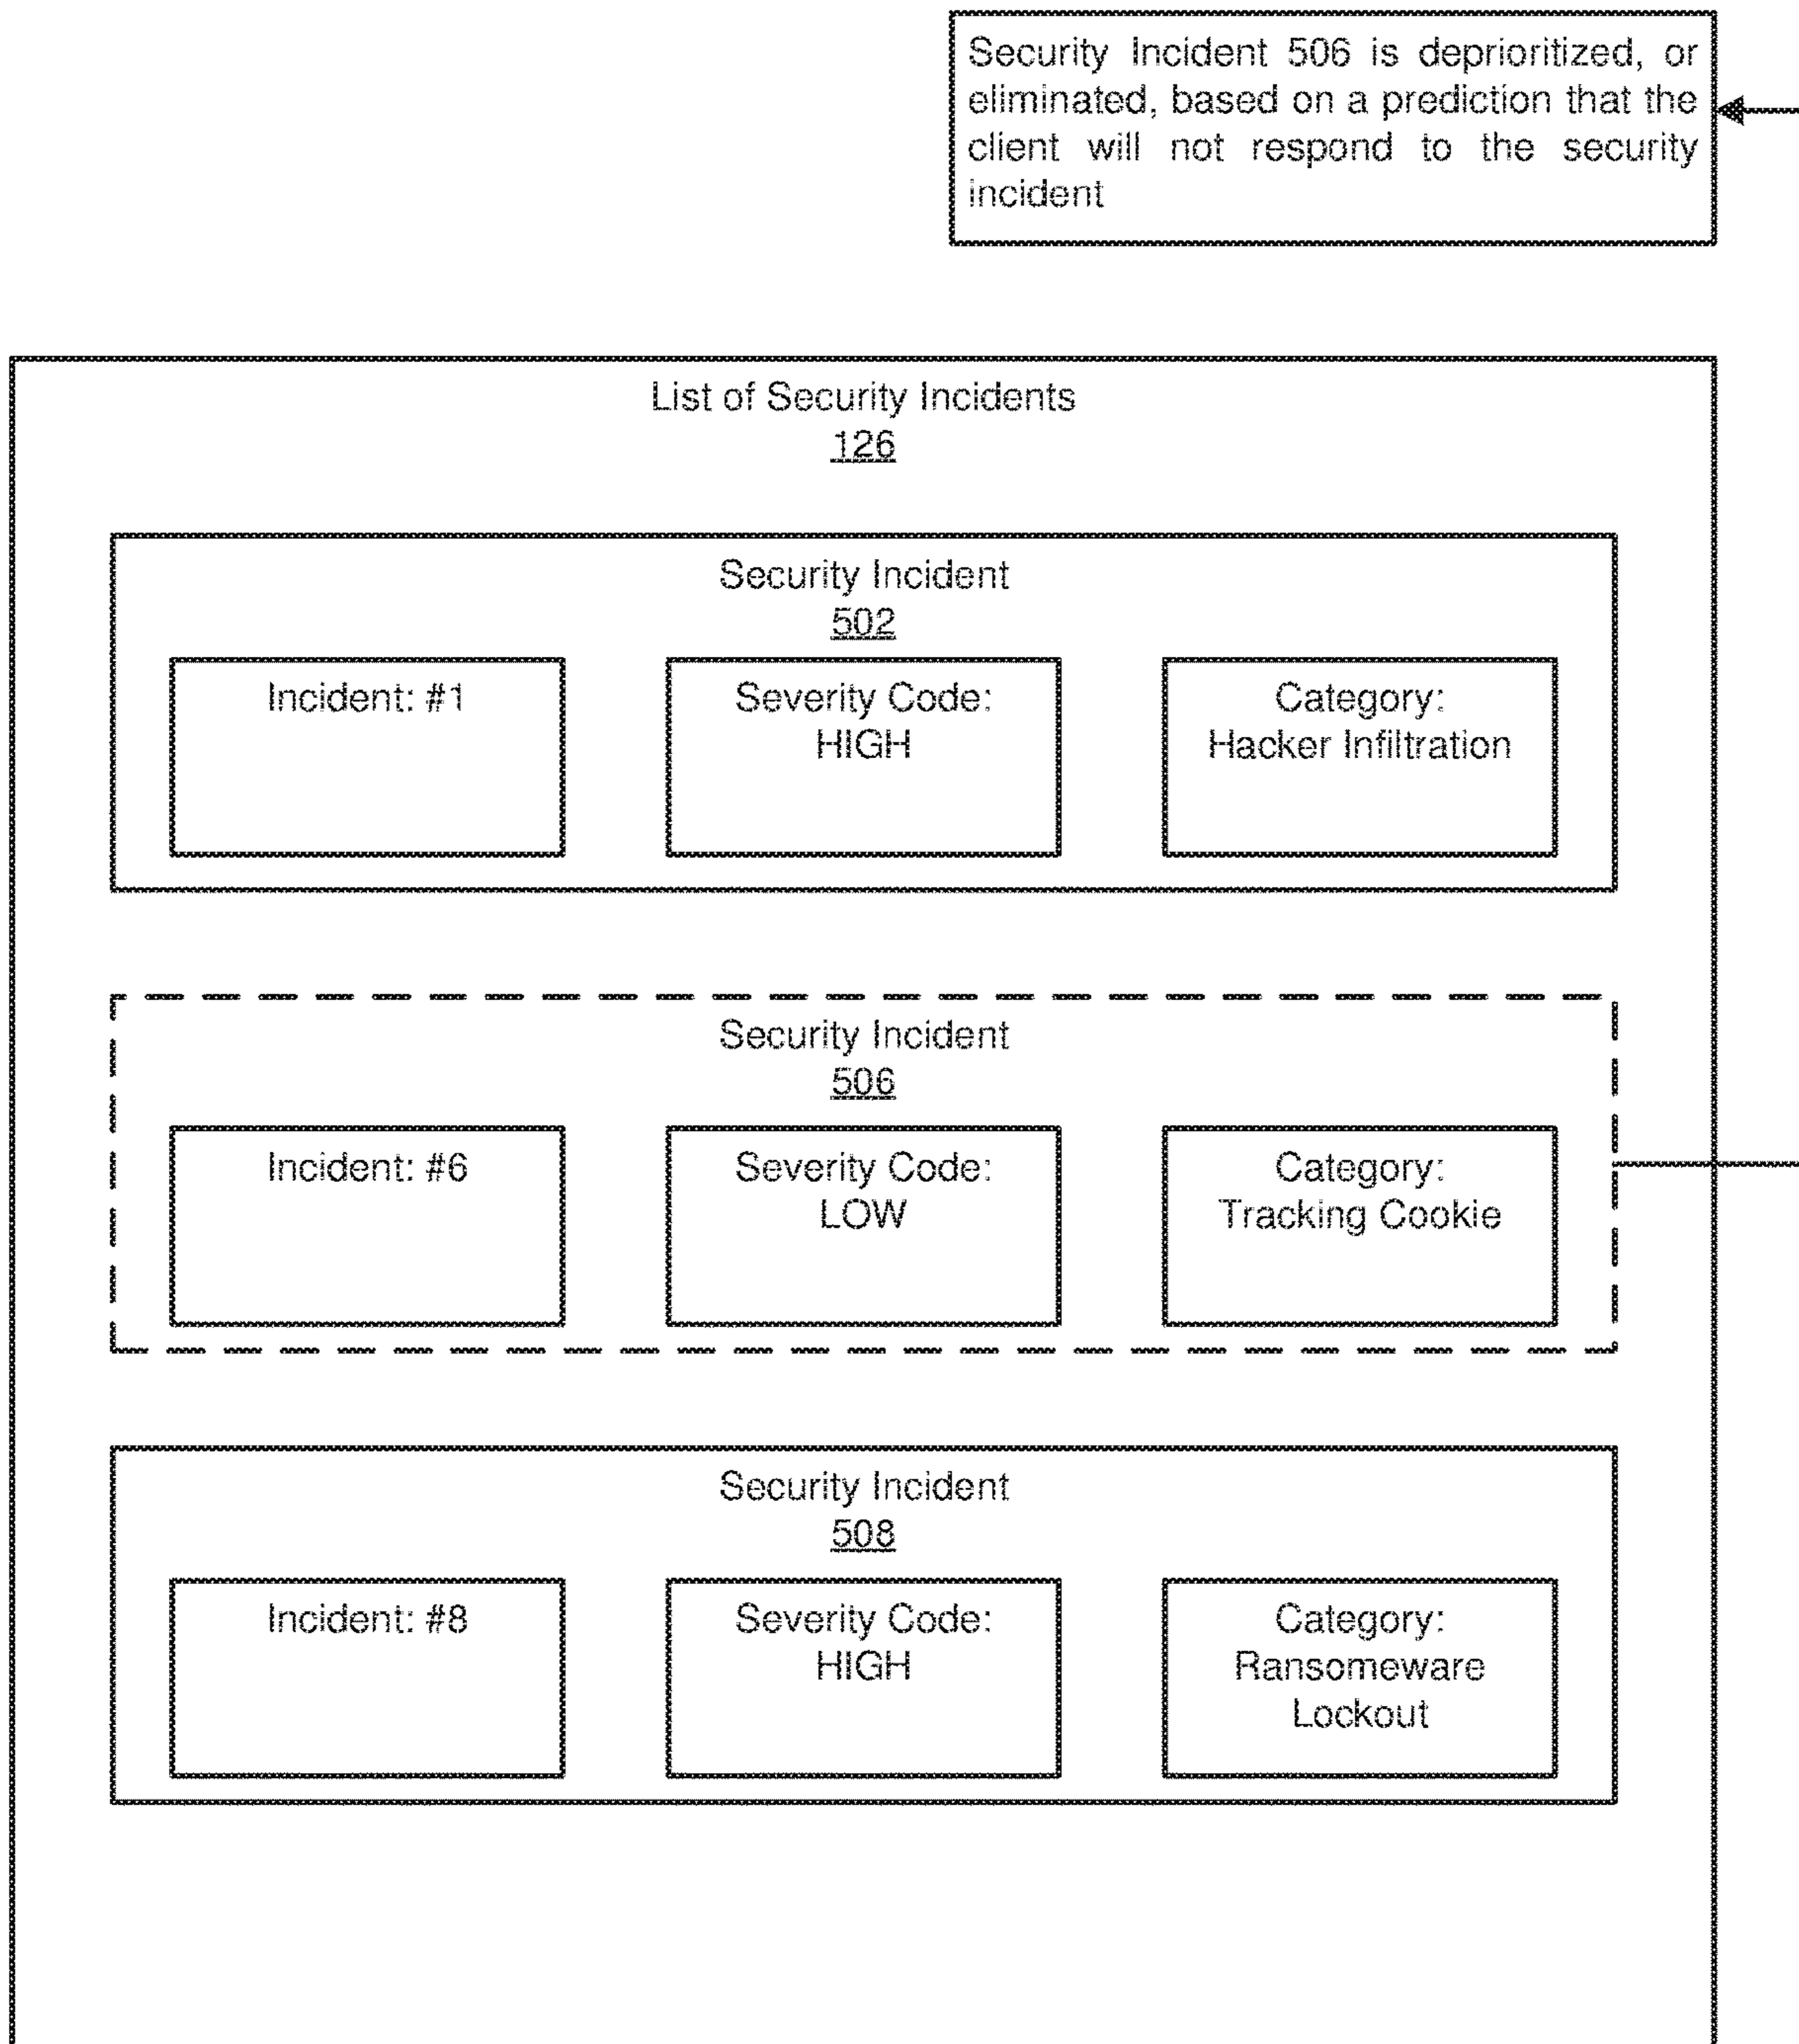 Security Incident 506 is deprioritized, or
eliminated, based on a prediction that the
client will not respond to the security
incident
List of Security Incidents
126
Security Incident
502
Incident: #1
Severity Code:
HIGH
Category:
Hacker Infiltration
Security Incident
506
Incident: #6
Severity Code:
LOW
Category:
Tracking Cookie
Security Incident
508
Incident: #8
Severity Code:
HIGH
Category:
Ransomeware
Lockout